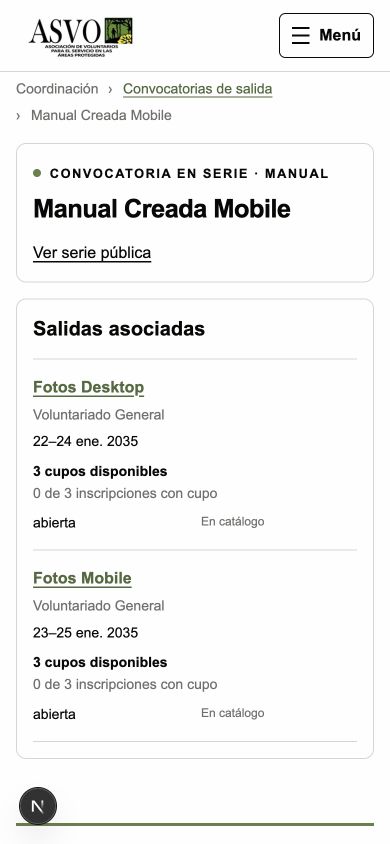 ASVO
ASOCIACIÓN DE VOLUNTARIOS
PARA EL SERVICIO EN LAS
ÁREAS PROTEGIDAS
Menú
Coordinación › Convocatorias de salida
› Manual Creada Mobile
CONVOCATORIA EN SERIE · MANUAL
Manual Creada Mobile
Ver serie pública
Salidas asociadas
Fotos Desktop
Voluntariado General
22–24 ene. 2035
3 cupos disponibles
0 de 3 inscripciones con cupo
abierta En catálogo
Fotos Mobile
Voluntariado General
23–25 ene. 2035
3 cupos disponibles
0 de 3 inscripciones con cupo
abierta En catálogo
N